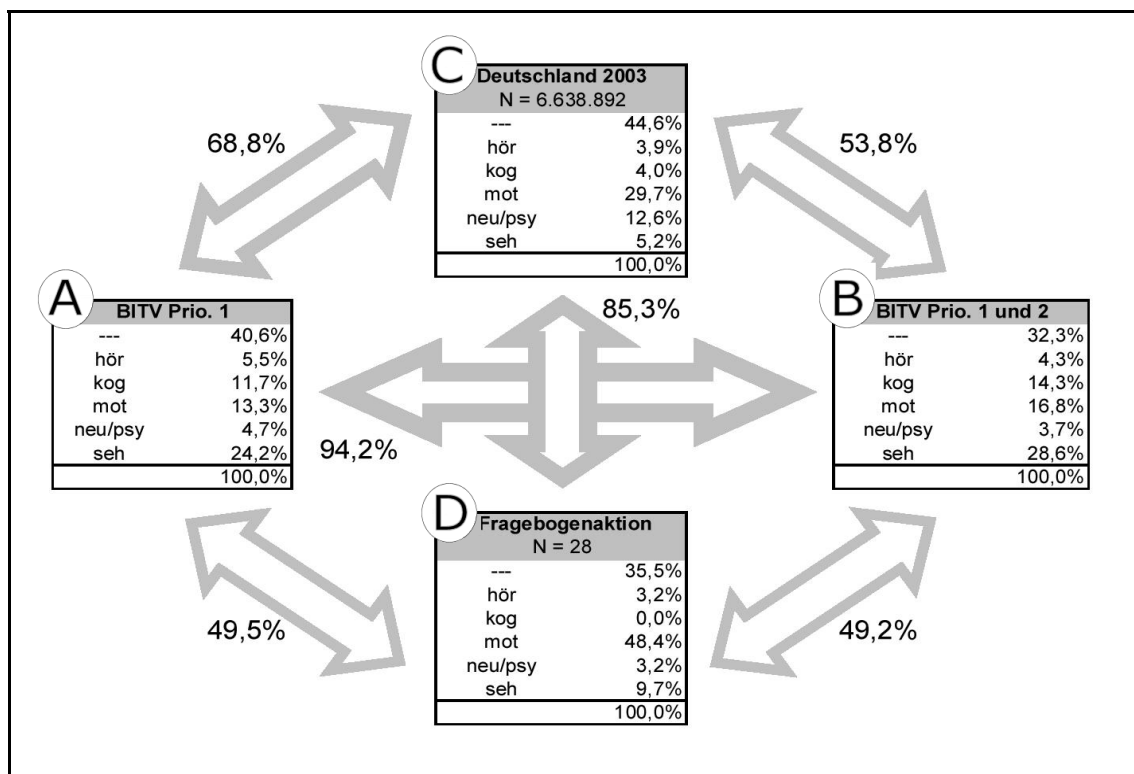 C
Deutschland 2003
N = 6.638.892
--- 44,6%
hör 3,9%
kog 4,0%
mot 29,7%
neu/psy 12,6%
seh 5,2%
100,0%
68,8%
53,8%
A
BITV Prio. 1
--- 40,6%
hör 5,5%
kog 11,7%
mot 13,3%
neu/psy 4,7%
seh 24,2%
100,0%
85,3%
94,2%
B
BITV Prio. 1 und 2
--- 32,3%
hör 4,3%
kog 14,3%
mot 16,8%
neu/psy 3,7%
seh 28,6%
100,0%
D
Fragebogenaktion
N = 28
--- 35,5%
hör 3,2%
kog 0,0%
mot 48,4%
neu/psy 3,2%
seh 9,7%
100,0%
49,5%
49,2%